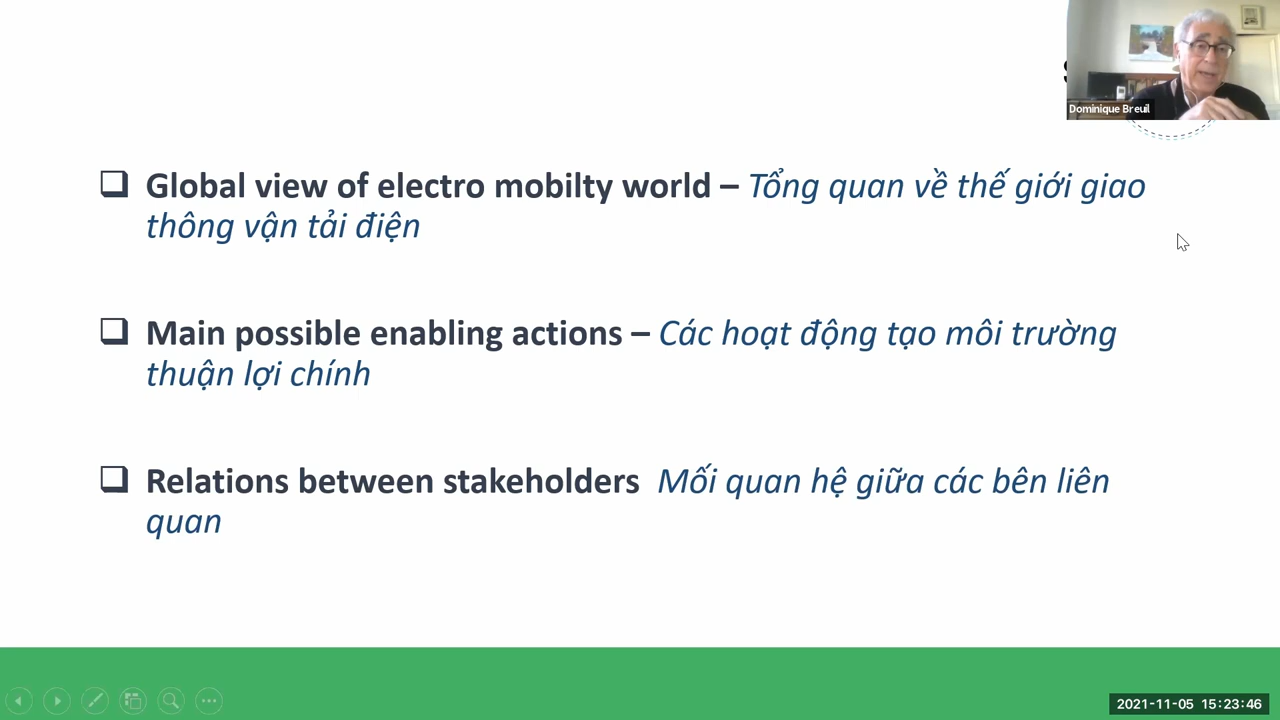 Dominique Breuil
Global view of electro mobilty world – Tổng quan về thế giới giao
thông vận tải điện
Main possible enabling actions – Các hoạt động tạo môi trường
thuận lợi chính
Relations between stakeholders Mối quan hệ giữa các bên liên
quan
2021-11-05 15:23:46